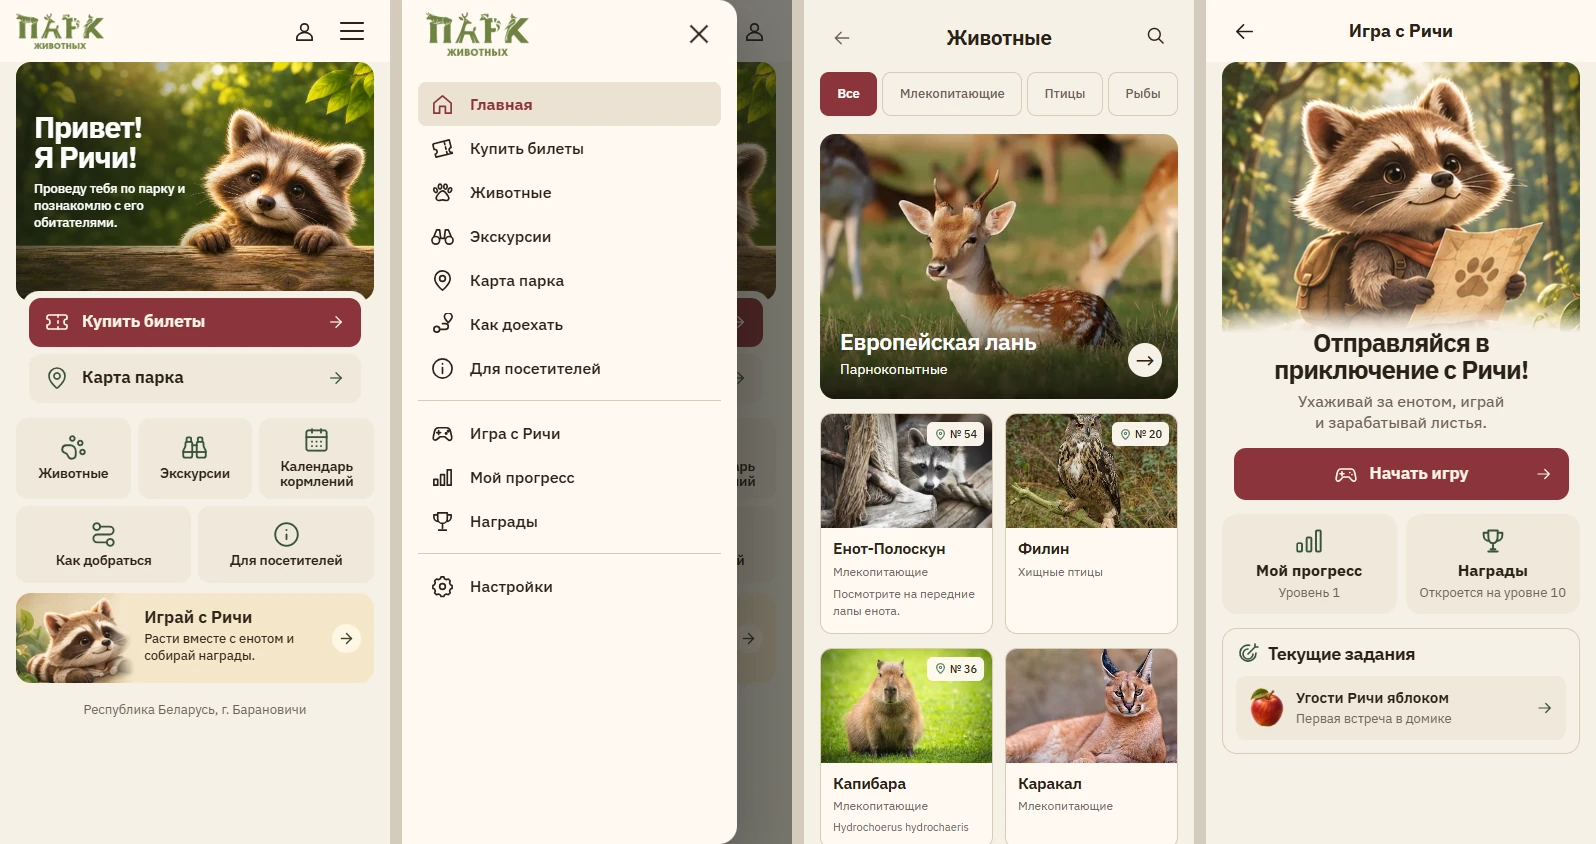 ПАРК
ЖИВОТНЫХ
Привет!
Я Ричи!
Проведу тебя по парку и
познакомлю с его
обитателями.
Купить билеты
Карта парка
Животные
Экскурсии
Календарь
кормлений
Как добраться
Для посетителей
Играй с Ричи
Расти вместе с енотом и
собирай награды.
Республика Беларусь, г. Барановичи
ПАРК
ЖИВОТНЫХ
Главная
Купить билеты
Животные
Экскурсии
Карта парка
Как доехать
Для посетителей
Игра с Ричи
Мой прогресс
Награды
Настройки
арь
ий
й
Животные
Все
Млекопитающие
Птицы
Рыбы
Европейская лань
Парнокопытные
№ 54
Енот-Полоскун
Млекопитающие
Посмотрите на передние
лапы енота.
№ 20
Филин
Хищные птицы
№ 36
Капибара
Млекопитающие
Hydrochoerus hydrochaeris
Каракал
Млекопитающие
Игра с Ричи
Отправляйся в
приключение с Ричи!
Ухаживай за енотом, играй
и зарабатывай листья.
Начать игру
Мой прогресс
Уровень 1
Награды
Откроется на уровне 10
Текущие задания
Угости Ричи яблоком
Первая встреча в домике